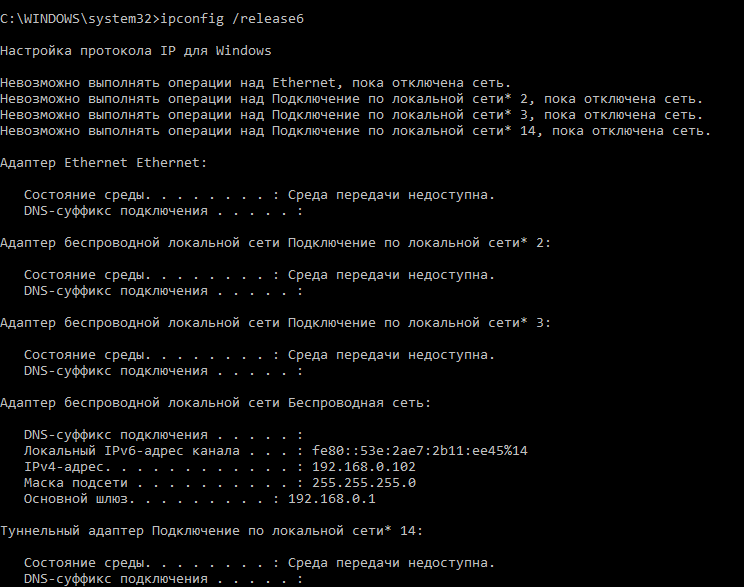 C:\WINDOWS\system32>ipconfig /release6
Настройка протокола IP для Windows
Невозможно выполнять операции над Ethernet, пока отключена сеть.
Невозможно выполнять операции над Подключение по локальной сети* 2, пока отключена сеть.
Невозможно выполнять операции над Подключение по локальной сети* 3, пока отключена сеть.
Невозможно выполнять операции над Подключение по локальной сети* 14, пока отключена сеть.
Адаптер Ethernet Ethernet:
Состояние среды. . . . . . . . : Среда передачи недоступна.
DNS-суффикс подключения . . . . . :
Адаптер беспроводной локальной сети Подключение по локальной сети* 2:
Состояние среды. . . . . . . . : Среда передачи недоступна.
DNS-суффикс подключения . . . . . :
Адаптер беспроводной локальной сети Подключение по локальной сети* 3:
Состояние среды. . . . . . . . : Среда передачи недоступна.
DNS-суффикс подключения . . . . . :
Адаптер беспроводной локальной сети Беспроводная сеть:
DNS-суффикс подключения . . . . . :
Локальный IPv6-адрес канала . . . : fe80::53e:2ae7:2b11:ee45%14
IPv4-адрес. . . . . . . . . . . . : 192.168.0.102
Маска подсети . . . . . . . . . . : 255.255.255.0
Основной шлюз. . . . . . . . . : 192.168.0.1
Туннельный адаптер Подключение по локальной сети* 14:
Состояние среды. . . . . . . . : Среда передачи недоступна.
DNS-суффикс подключения . . . . . :